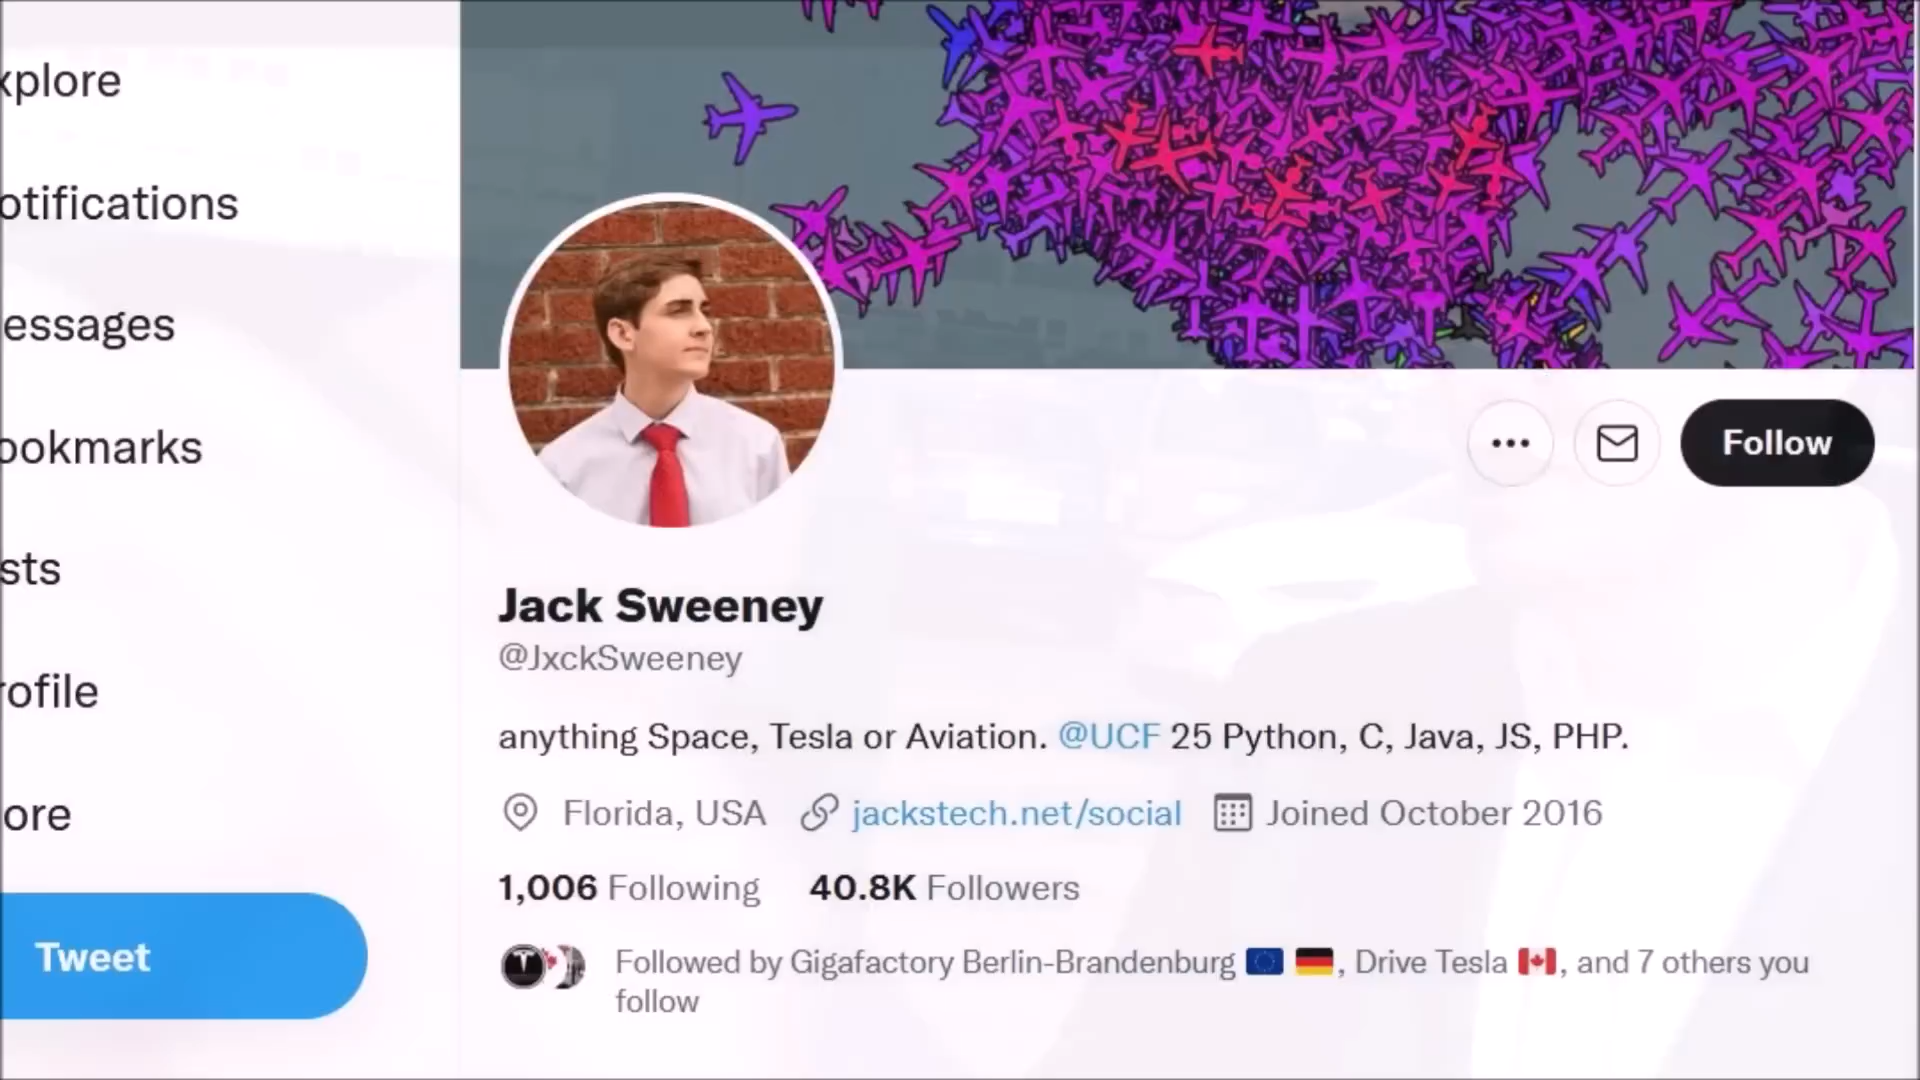 xplore
otifications
essages
ookmarks
sts
rofile
ore
Tweet
Follow
Jack Sweeney
@JxckSweeney
anything Space, Tesla or Aviation. @UCF 25 Python, C, Java, JS, PHP.
Florida, USA jackstech.net/social Joined October 2016
1,006 Following 40.8K Followers
Followed by Gigafactory Berlin-Brandenburg 🇪🇺 🇩🇪, Drive Tesla 🇨🇦, and 7 others you
follow